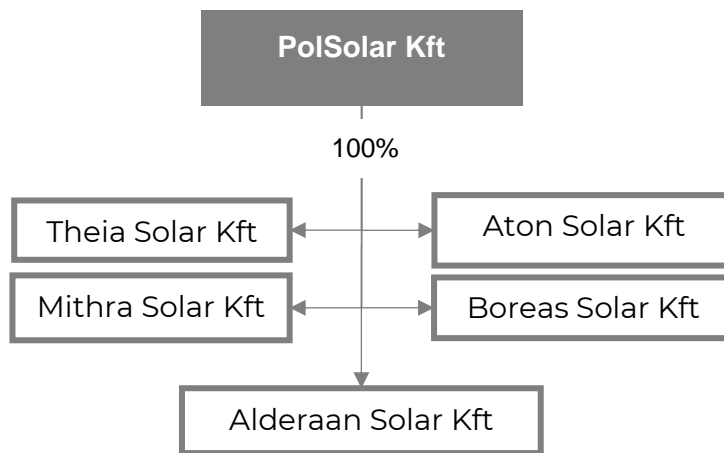 PolSolar Kft
100%
Theia Solar Kft
Aton Solar Kft
Mithra Solar Kft
Boreas Solar Kft
Alderaan Solar Kft